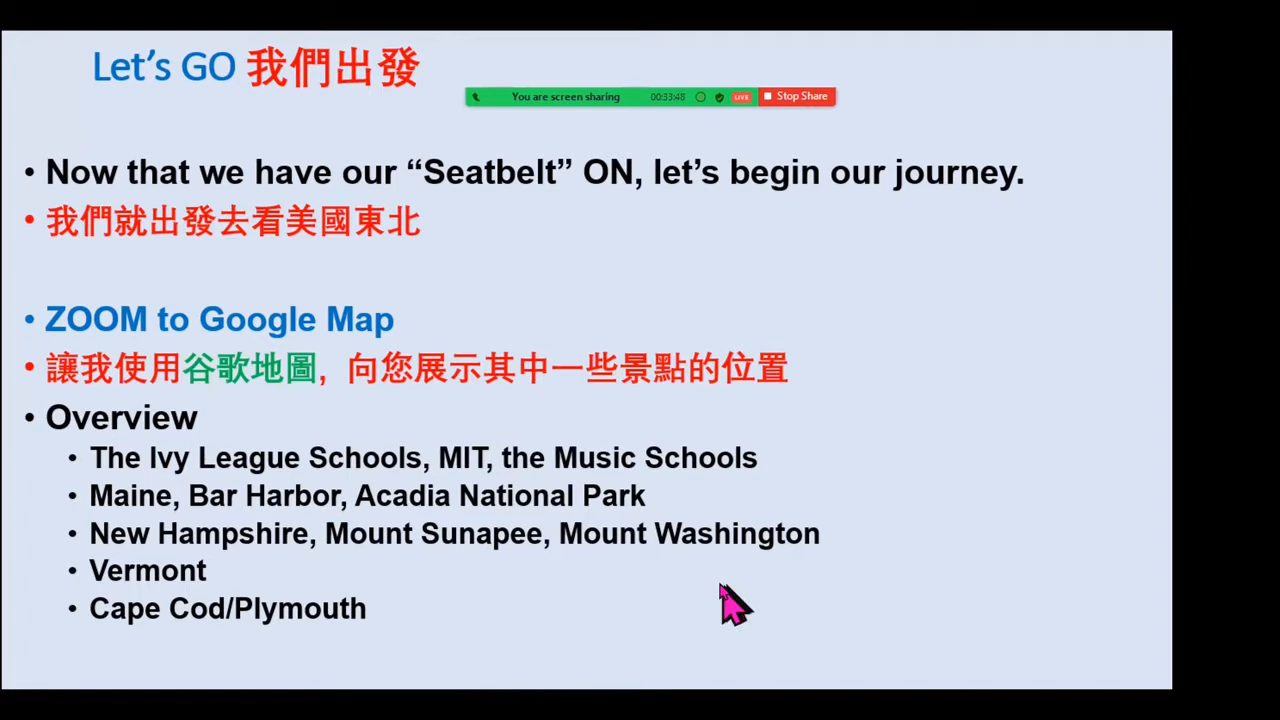 Let’s GO 我們出發
You are screen sharing 00:33:48 LIVE Stop Share
• Now that we have our “Seatbelt” ON, let’s begin our journey.
• 我們就出發去看美國東北
• ZOOM to Google Map
• 讓我使用谷歌地圖, 向您展示其中一些景點的位置
• Overview
• The Ivy League Schools, MIT, the Music Schools
• Maine, Bar Harbor, Acadia National Park
• New Hampshire, Mount Sunapee, Mount Washington
• Vermont
• Cape Cod/Plymouth